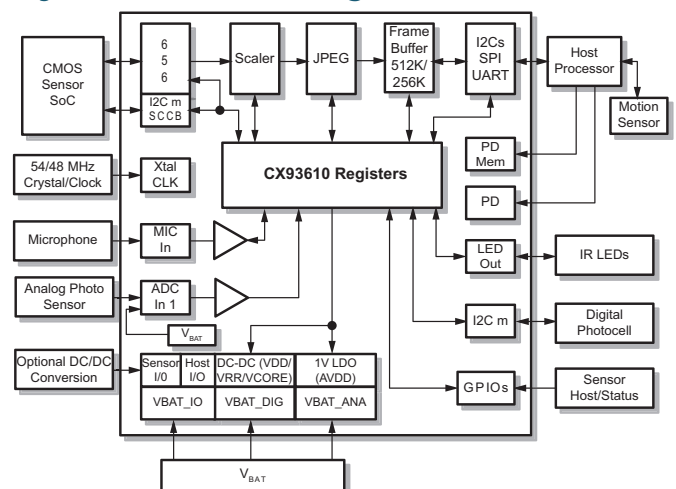 CMOS
Sensor
SoC
6
5
6
I2C m
SCCB
Scaler
JPEG
Frame
Buffer
512K/
256K
I2Cs
SPI
UART
Host
Processor
Motion
Sensor
54/48 MHz
Crystal/Clock
Xtal
CLK
CX93610 Registers
PD
Mem
PD
Microphone
MIC
In
LED
Out
IR LEDs
Analog Photo
Sensor
ADC
In 1
VBAT
I2C m
Digital
Photocell
Optional DC/DC
Conversion
Sensor
I/0
Host
I/O
DC-DC (VDD/
VRR/VCORE)
1V LDO
(AVDD)
VBAT_IO
VBAT_DIG
VBAT_ANA
GPIOs
Sensor
Host/Status
VBAT